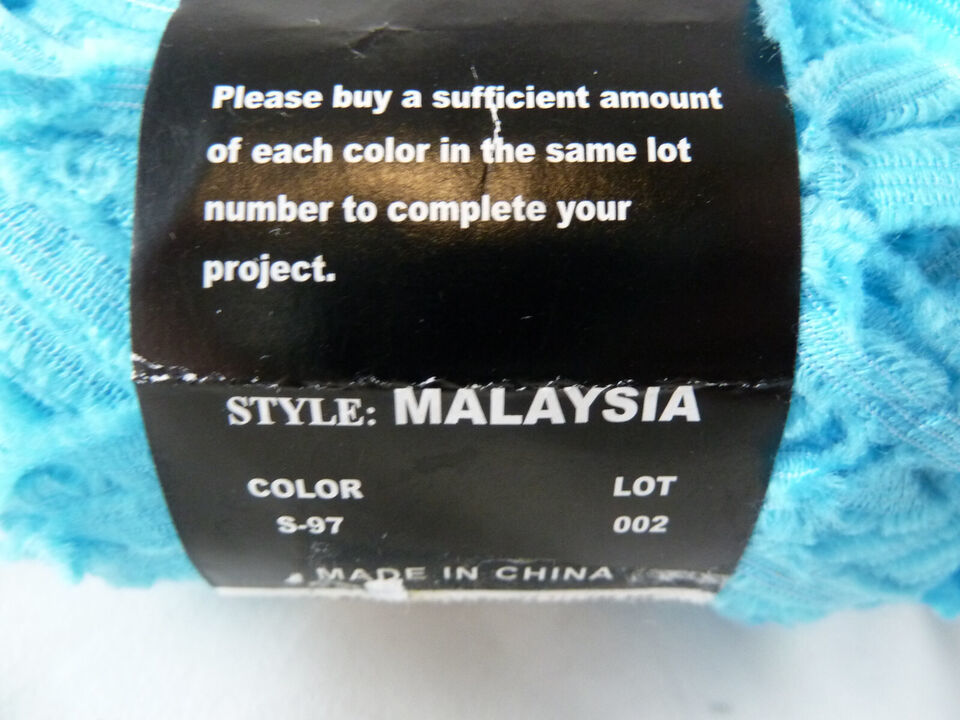 Please buy a sufficient amount
of each color in the same lot
number to complete your
project.
STYLE: MALAYSIA
COLOR LOT
S-97 002
MADE IN CHINA